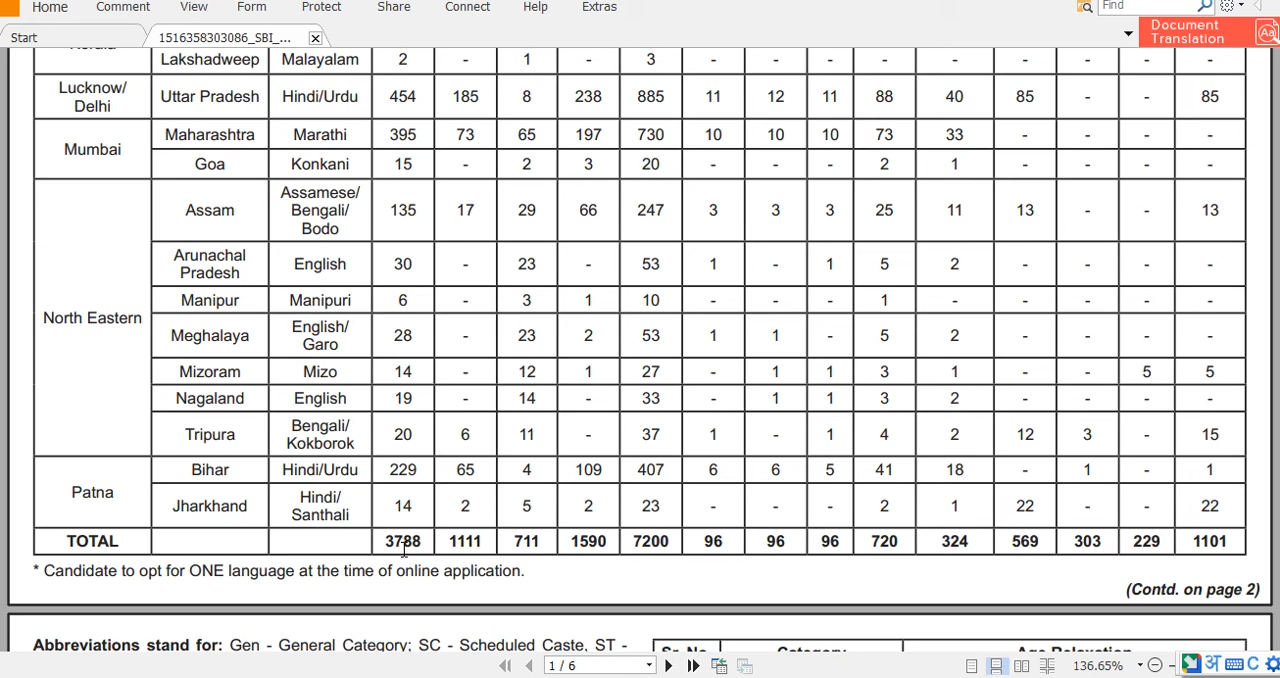 Home Comment View Form Protect Share Connect Help Extras Find
Start 1516358303086_SBI_... Document
Translation
Lakshadweep Malayalam 2 - 1 - 3 - - - - - - - - -
Lucknow/
Delhi Uttar Pradesh Hindi/Urdu 454 185 8 238 885 11 12 11 88 40 85 - - 85
Mumbai Maharashtra Marathi 395 73 65 197 730 10 10 10 73 33 - - - -
Goa Konkani 15 - 2 3 20 - - - 2 1 - - - -
North Eastern Assam Assamese/
Bengali/
Bodo 135 17 29 66 247 3 3 3 25 11 13 - - 13
Arunachal
Pradesh English 30 - 23 - 53 1 - 1 5 2 - - - -
Manipur Manipuri 6 - 3 1 10 - - - 1 - - - - -
Meghalaya English/
Garo 28 - 23 2 53 1 1 - 5 2 - - - -
Mizoram Mizo 14 - 12 1 27 - 1 1 3 1 - - 5 5
Nagaland English 19 - 14 - 33 - 1 1 3 2 - - - -
Tripura Bengali/
Kokborok 20 6 11 - 37 1 - 1 4 2 12 3 - 15
Patna Bihar Hindi/Urdu 229 65 4 109 407 6 6 5 41 18 - 1 - 1
Jharkhand Hindi/
Santhali 14 2 5 2 23 - - - 2 1 22 - - 22
TOTAL 3788 1111 711 1590 7200 96 96 96 720 324 569 303 229 1101
* Candidate to opt for ONE language at the time of online application.
(Contd. on page 2)
Abbreviations stand for: Gen - General Category; SC - Scheduled Caste, ST - Sr. No. Category Age Relaxation
1 / 6 136.65% अ